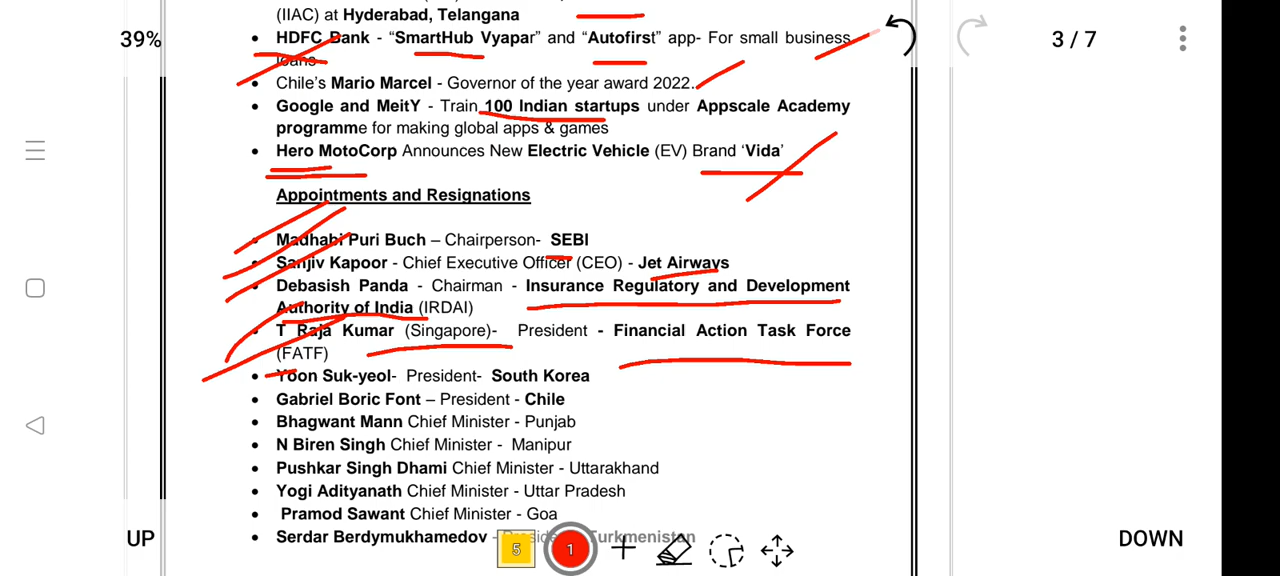 (IIAC) at Hyderabad, Telangana
39%
3 / 7
• HDFC Bank - “SmartHub Vyapar” and “Autofirst” app- For small business
loans
• Chile’s Mario Marcel - Governor of the year award 2022.
• Google and MeitY - Train 100 Indian startups under Appscale Academy
programme for making global apps & games
• Hero MotoCorp Announces New Electric Vehicle (EV) Brand ‘Vida’
Appointments and Resignations
• Madhabi Puri Buch – Chairperson- SEBI
• Sanjiv Kapoor - Chief Executive Officer (CEO) - Jet Airways
• Debasish Panda - Chairman - Insurance Regulatory and Development
Authority of India (IRDAI)
• T Raja Kumar (Singapore)- President - Financial Action Task Force
(FATF)
• Yoon Suk-yeol- President- South Korea
• Gabriel Boric Font – President - Chile
• Bhagwant Mann Chief Minister - Punjab
• N Biren Singh Chief Minister - Manipur
• Pushkar Singh Dhami Chief Minister - Uttarakhand
• Yogi Adityanath Chief Minister - Uttar Pradesh
• Pramod Sawant Chief Minister - Goa
• Serdar Berdymukhamedov - Turkmenistan
UP
5
1
DOWN